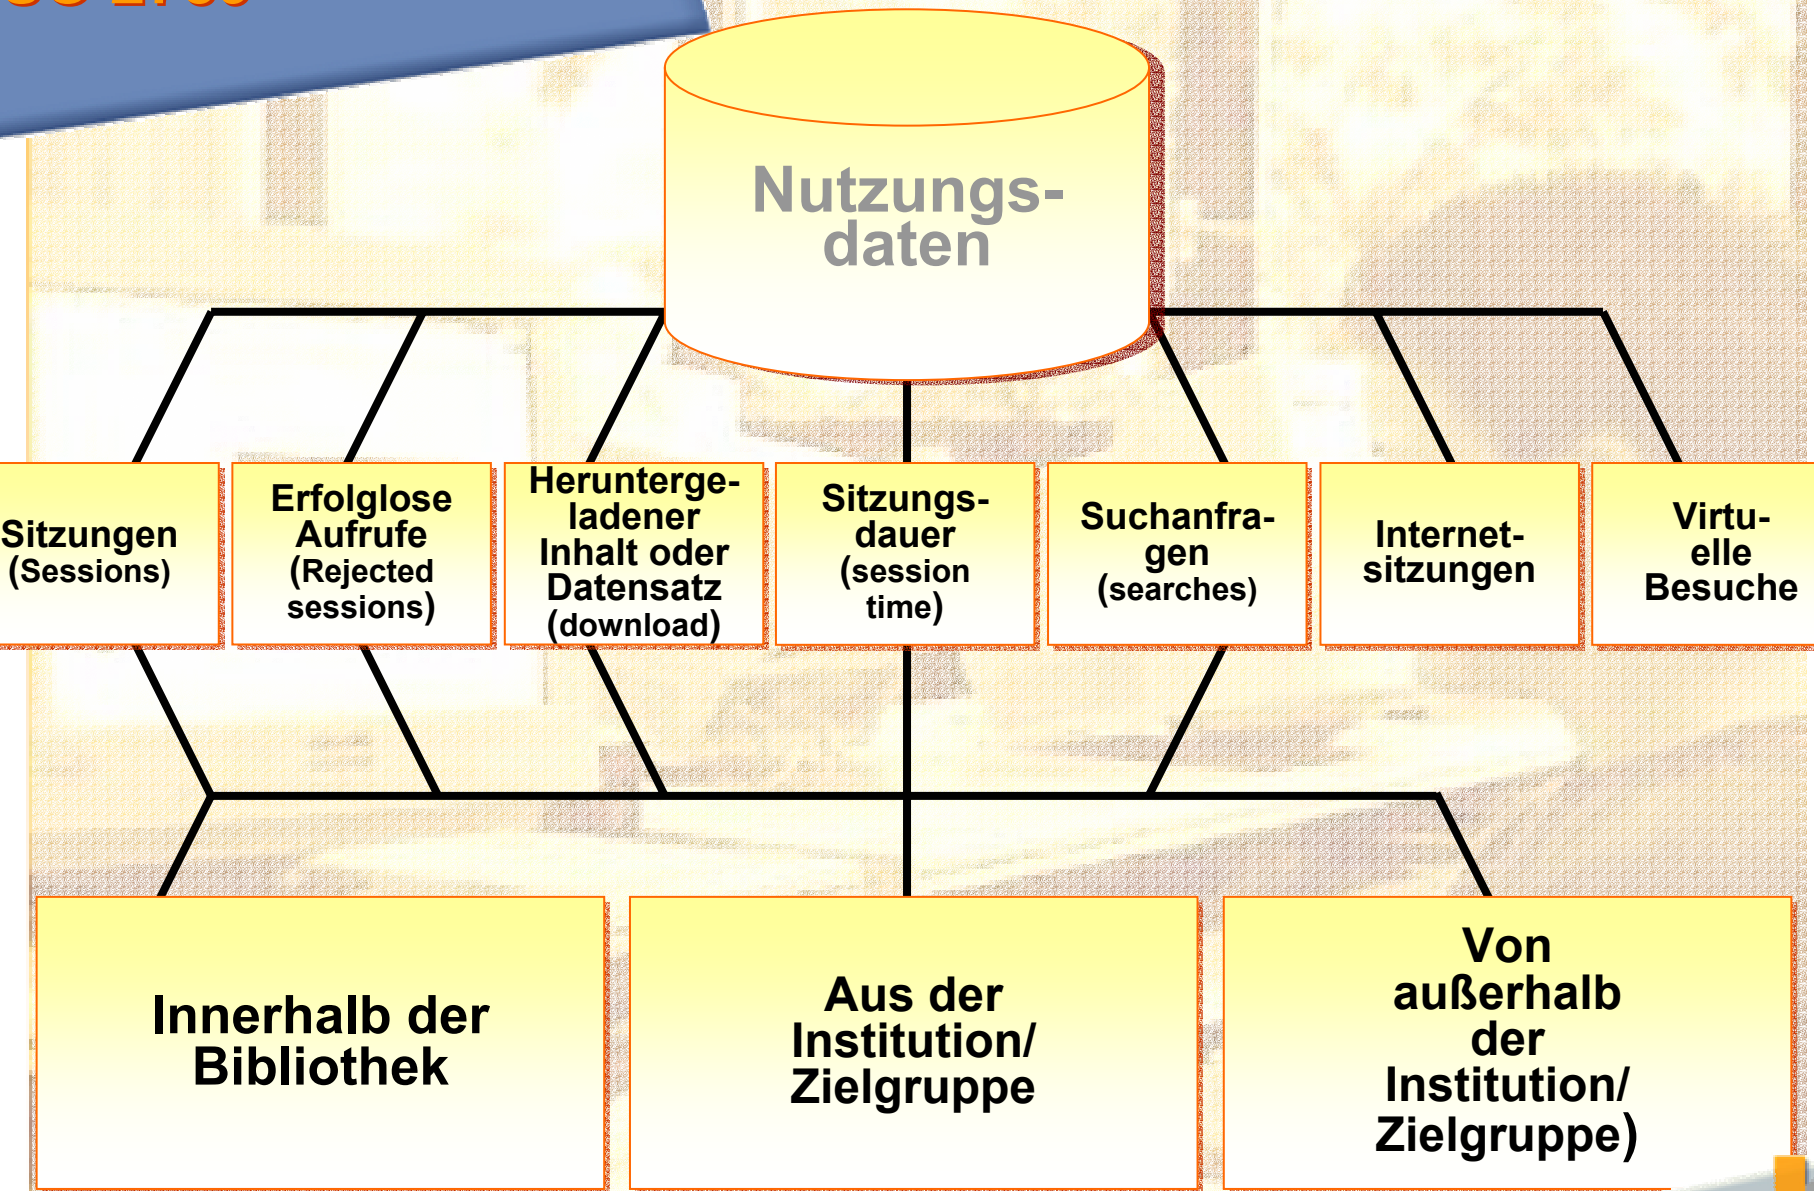 Nutzungs-
daten
Sitzungen
(Sessions)
Erfolglose
Aufrufe
(Rejected
sessions)
Herunterge-
ladener
Inhalt oder
Datensatz
(download)
Sitzungs-
dauer
(session
time)
Suchanfra-
gen
(searches)
Internet-
sitzungen
Virtu-
elle
Besuche
Innerhalb der
Bibliothek
Aus der
Institution/
Zielgruppe
Von
außerhalb
der
Institution/
Zielgruppe)